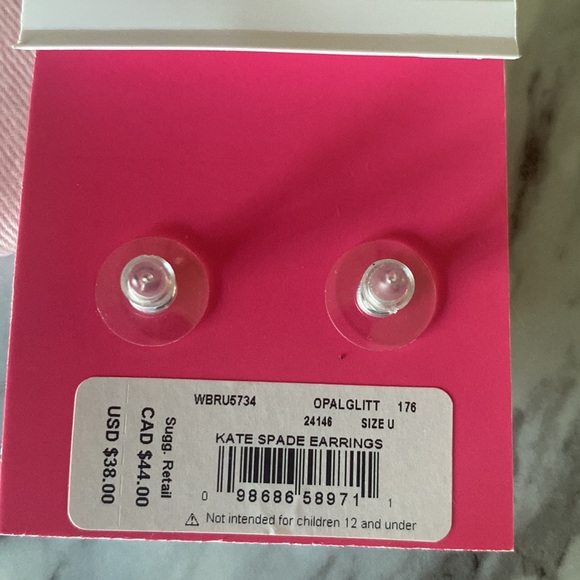 WBRU5734 OPALGLITT 176
24146 SIZE U
KATE SPADE EARRINGS
0 98686 58971 1
Not intended for children 12 and under
Sugg. Retail
CAD $44.00
USD $38.00